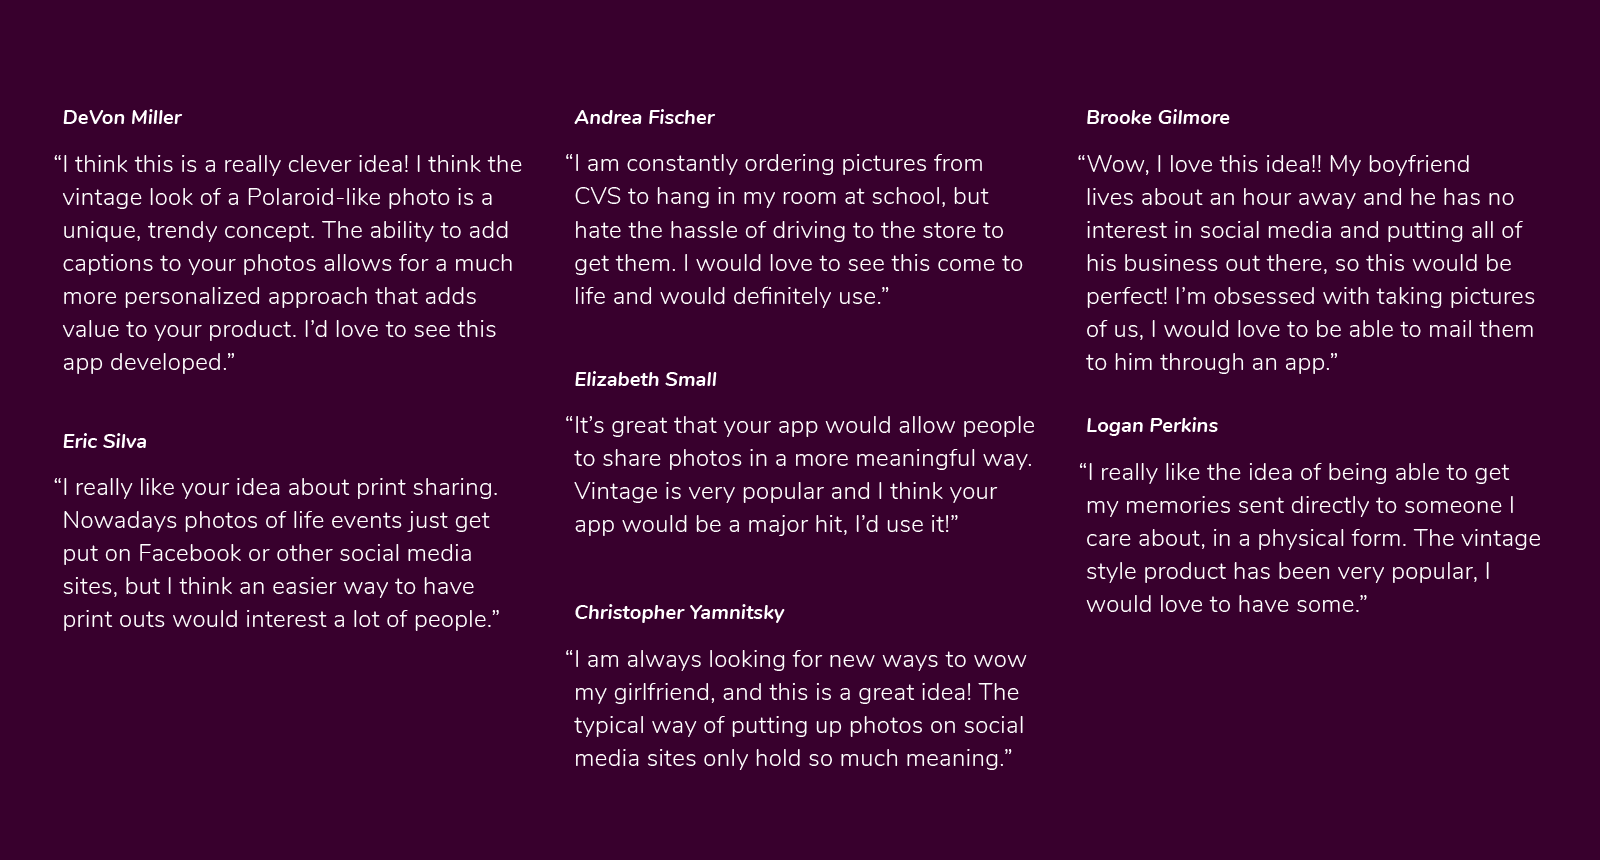 DeVon Miller
“I think this is a really clever idea! I think the
vintage look of a Polaroid-like photo is a
unique, trendy concept. The ability to add
captions to your photos allows for a much
more personalized approach that adds
value to your product. I’d love to see this
app developed.”
Eric Silva
“I really like your idea about print sharing.
Nowadays photos of life events just get
put on Facebook or other social media
sites, but I think an easier way to have
print outs would interest a lot of people.”
Andrea Fischer
“I am constantly ordering pictures from
CVS to hang in my room at school, but
hate the hassle of driving to the store to
get them. I would love to see this come to
life and would definitely use.”
Elizabeth Small
“It’s great that your app would allow people
to share photos in a more meaningful way.
Vintage is very popular and I think your
app would be a major hit, I’d use it!”
Christopher Yamnitsky
“I am always looking for new ways to wow
my girlfriend, and this is a great idea! The
typical way of putting up photos on social
media sites only hold so much meaning.”
Brooke Gilmore
“Wow, I love this idea!! My boyfriend
lives about an hour away and he has no
interest in social media and putting all of
his business out there, so this would be
perfect! I’m obsessed with taking pictures
of us, I would love to be able to mail them
to him through an app.”
Logan Perkins
“I really like the idea of being able to get
my memories sent directly to someone I
care about, in a physical form. The vintage
style product has been very popular, I
would love to have some.”